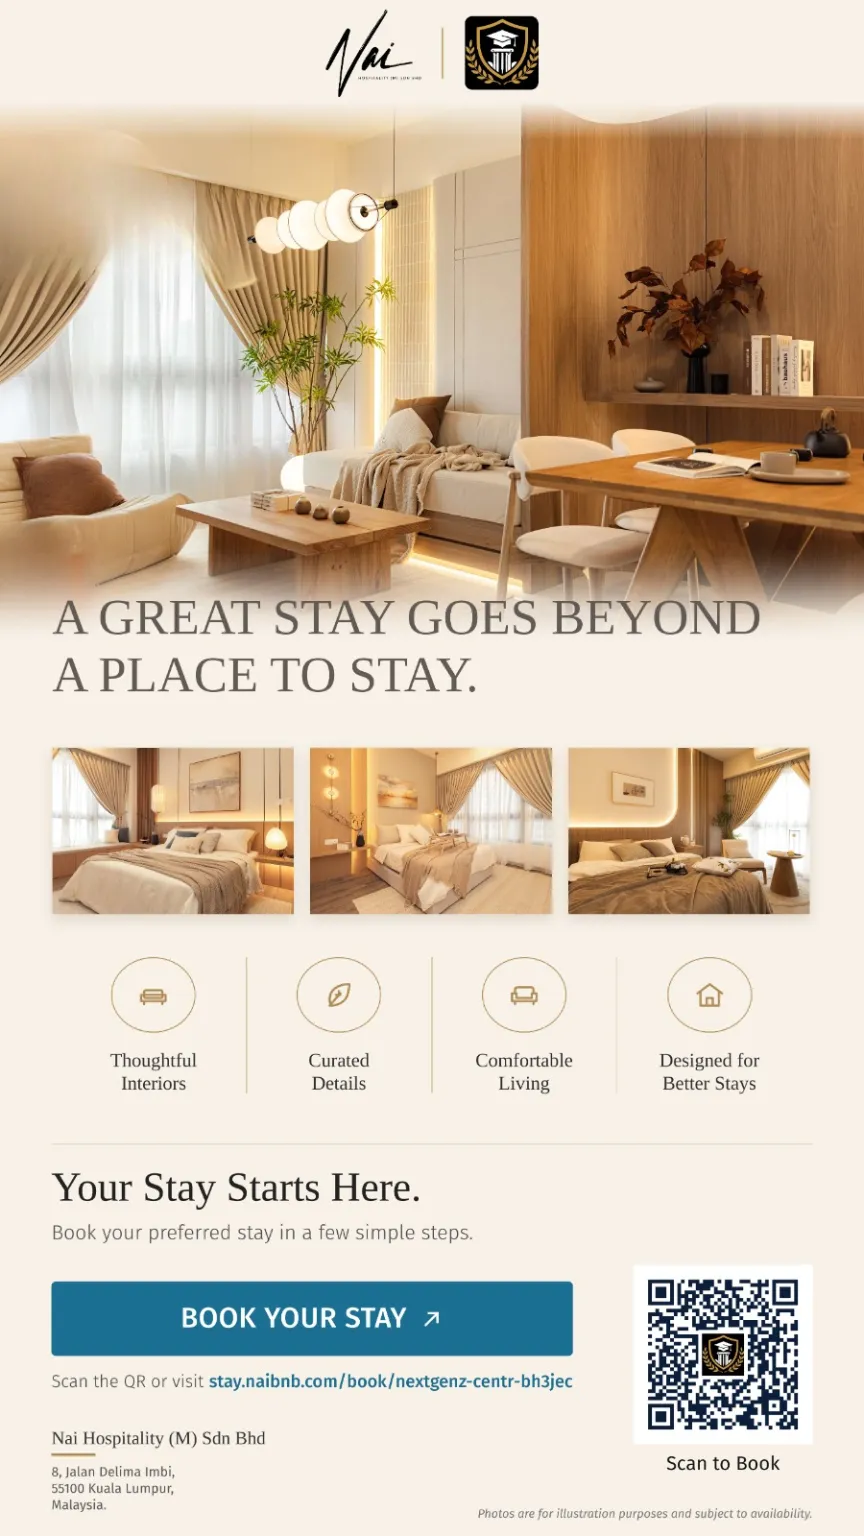 Nai
HOSPITALITY (M) SDN BHD
A GREAT STAY GOES BEYOND
A PLACE TO STAY.
Thoughtful
Interiors
Curated
Details
Comfortable
Living
Designed for
Better Stays
Your Stay Starts Here.
Book your preferred stay in a few simple steps.
BOOK YOUR STAY ↗
Scan the QR or visit stay.naibnb.com/book/nextgenz-centr-bh3jec
Nai Hospitality (M) Sdn Bhd
8, Jalan Delima Imbi,
55100 Kuala Lumpur,
Malaysia.
Scan to Book
Photos are for illustration purposes and subject to availability.